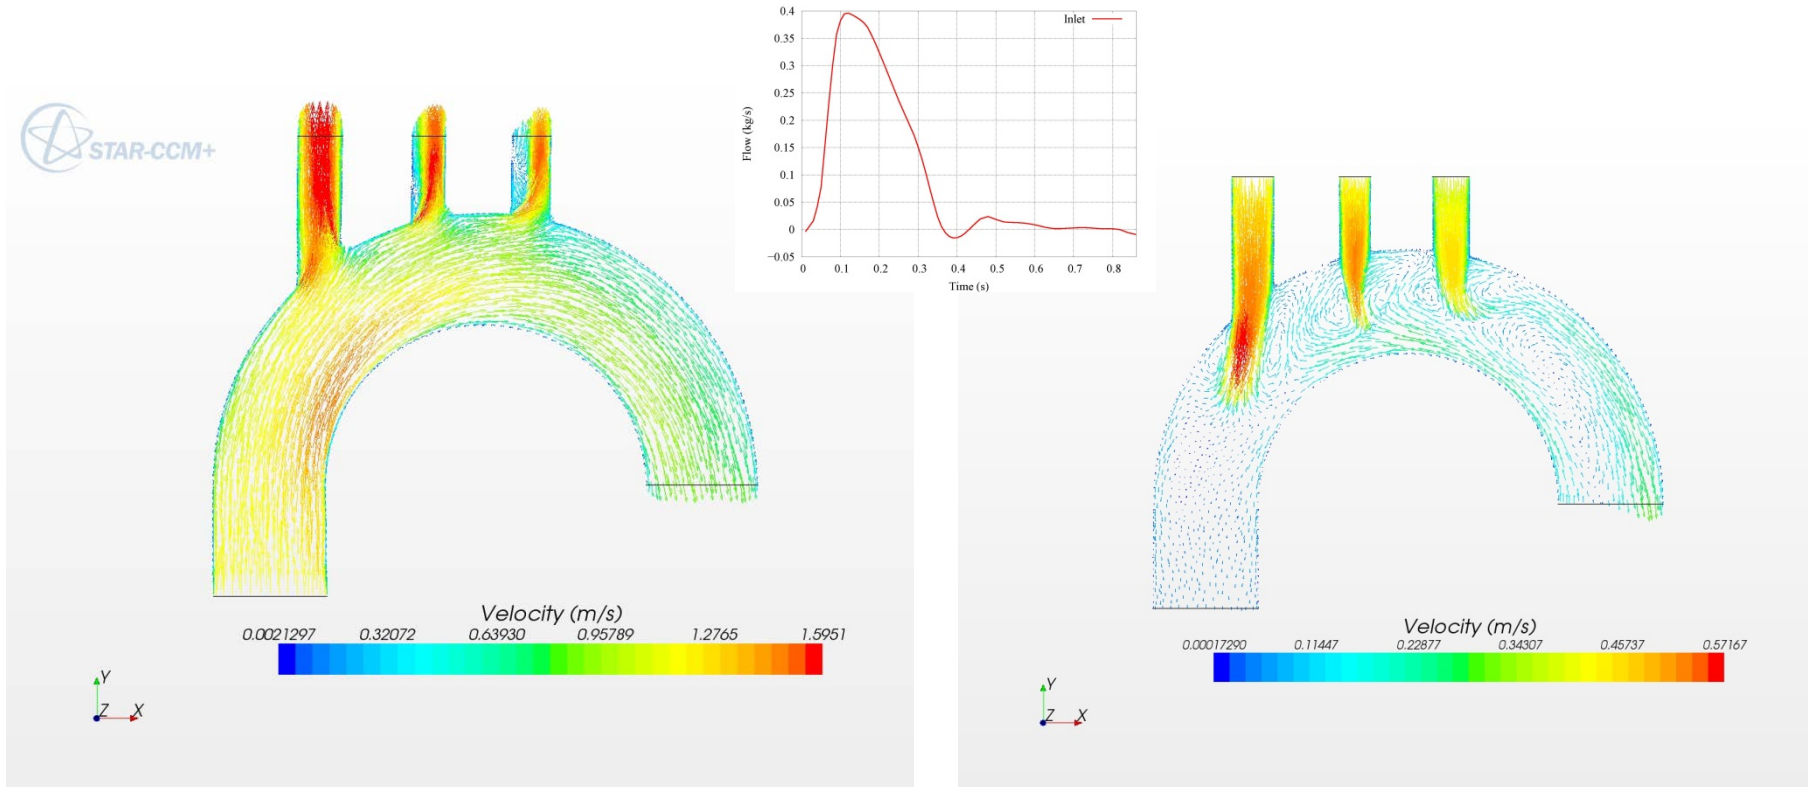 STAR-CCM+
Velocity (m/s)
0.0021297 0.32072 0.63930 0.95789 1.2765 1.5951
Y
Z X
0.4
0.35
0.3
0.25
0.2
0.15
0.1
0.05
0
−0.05
Flow (kg/s)
Inlet
0 0.1 0.2 0.3 0.4 0.5 0.6 0.7 0.8
Time (s)
Velocity (m/s)
0.00017290 0.11447 0.22877 0.34307 0.45737 0.57167
Y
Z X